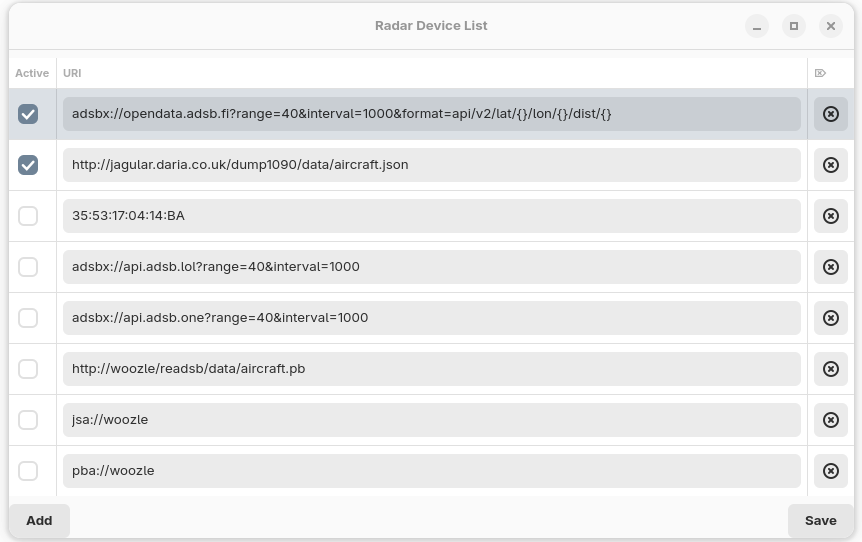 Radar Device List
Active URI
adsbx://opendata.adsb.fi?range=40&interval=1000&format=api/v2/lat/{}/lon/{}/dist/{}
http://jagular.daria.co.uk/dump1090/data/aircraft.json
35:53:17:04:14:BA
adsbx://api.adsb.lol?range=40&interval=1000
adsbx://api.adsb.one?range=40&interval=1000
http://woozle/readsb/data/aircraft.pb
jsa://woozle
pba://woozle
Add Save